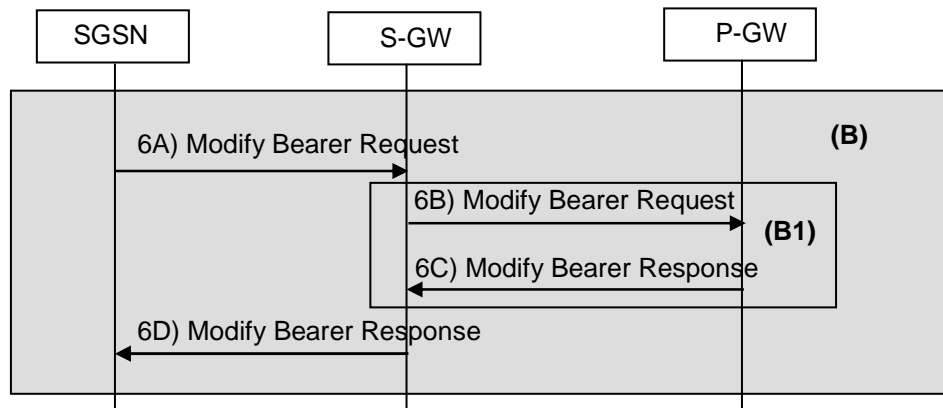 SGSN
S-GW
P-GW
(B)
6A) Modify Bearer Request
6B) Modify Bearer Request
(B1)
6C) Modify Bearer Response
6D) Modify Bearer Response